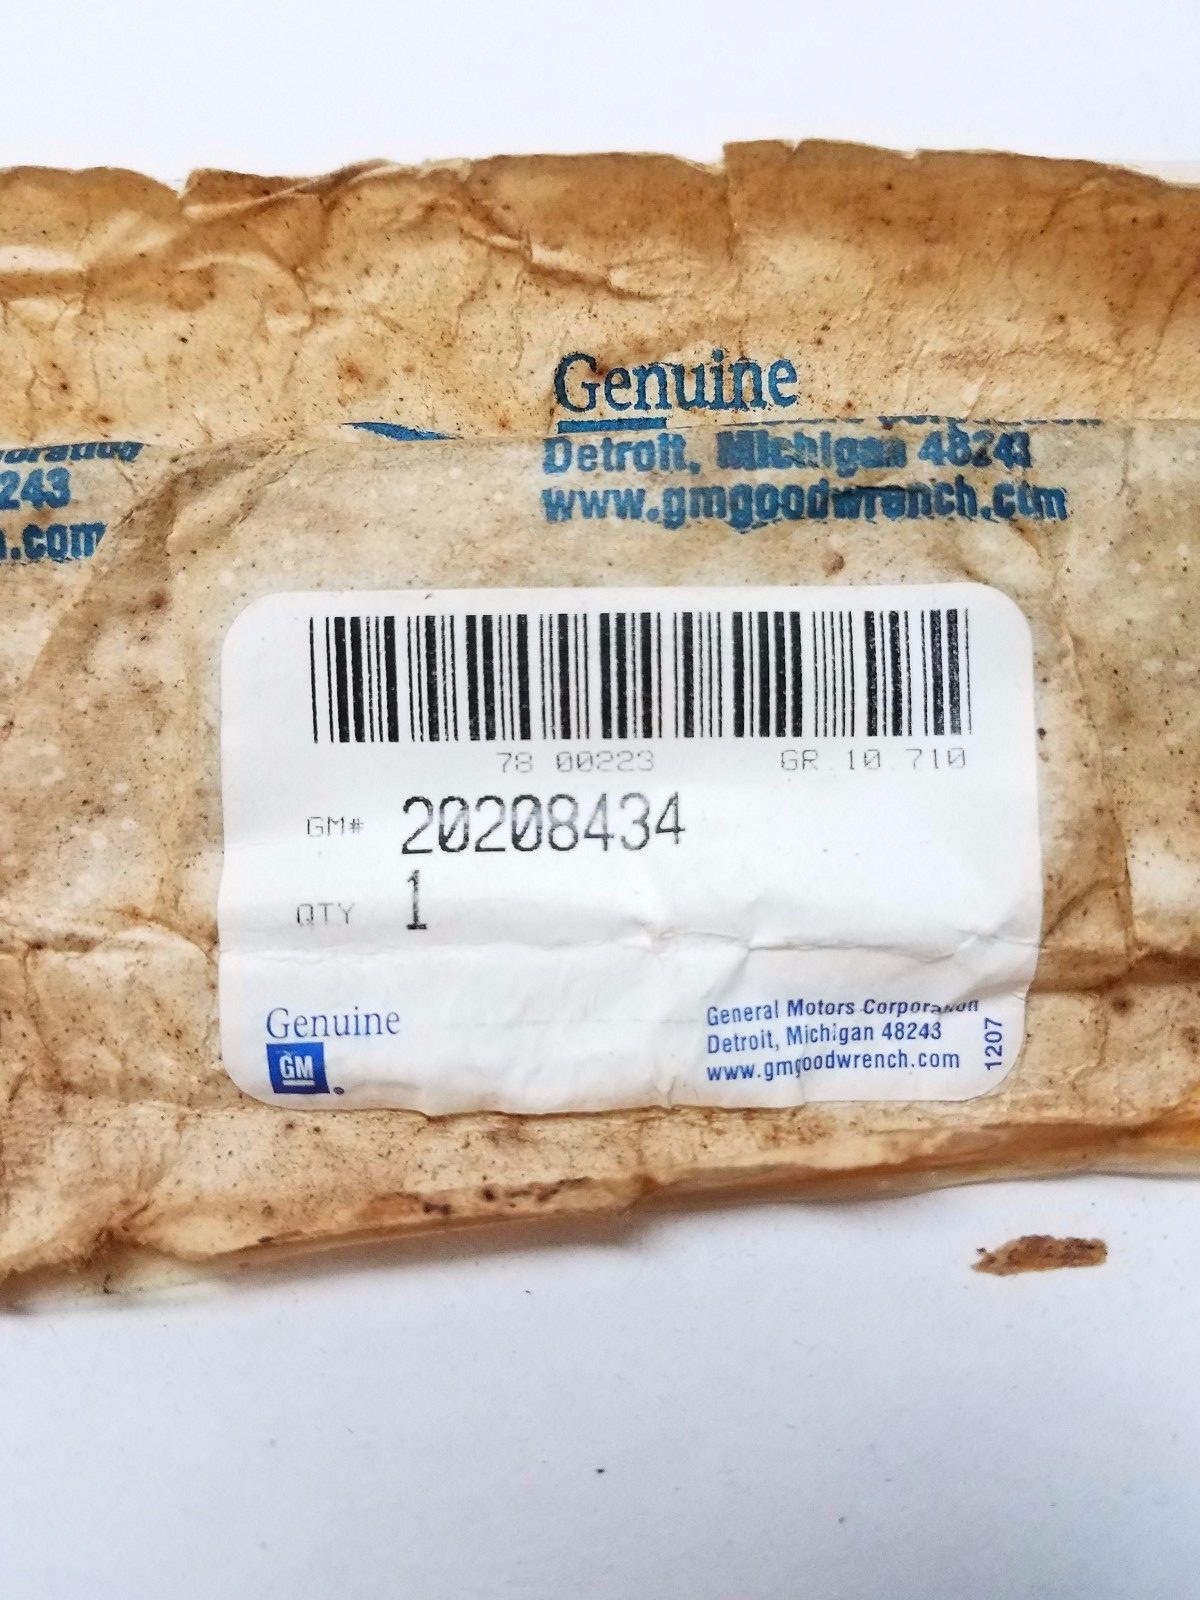 Genuine
Detroit, Michigan 48243
www.gmgoodwrench.com
243
.com
78 00223 GR 10 710
GM# 20208434
QTY 1
Genuine
GM
General Motors Corporation
Detroit, Michigan 48243
www.gmgoodwrench.com
1207